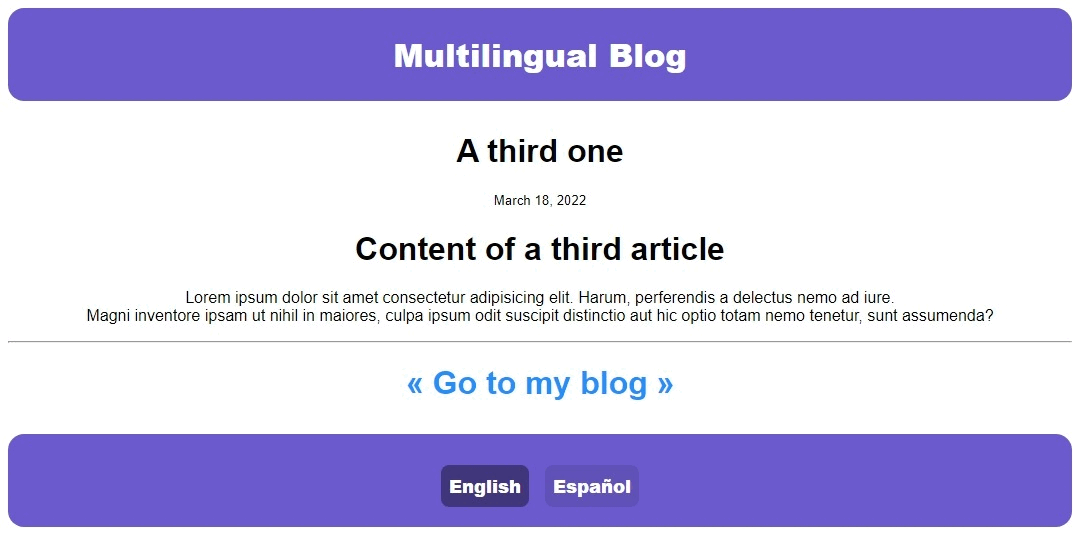 Multilingual Blog
A third one
March 18, 2022
Content of a third article
Lorem ipsum dolor sit amet consectetur adipisicing elit. Harum, perferendis a delectus nemo ad iure.
Magni inventore ipsam ut nihil in maiores, culpa ipsum odit suscipit distinctio aut hic optio totam nemo tenetur, sunt assumenda?
« Go to my blog »
English Español